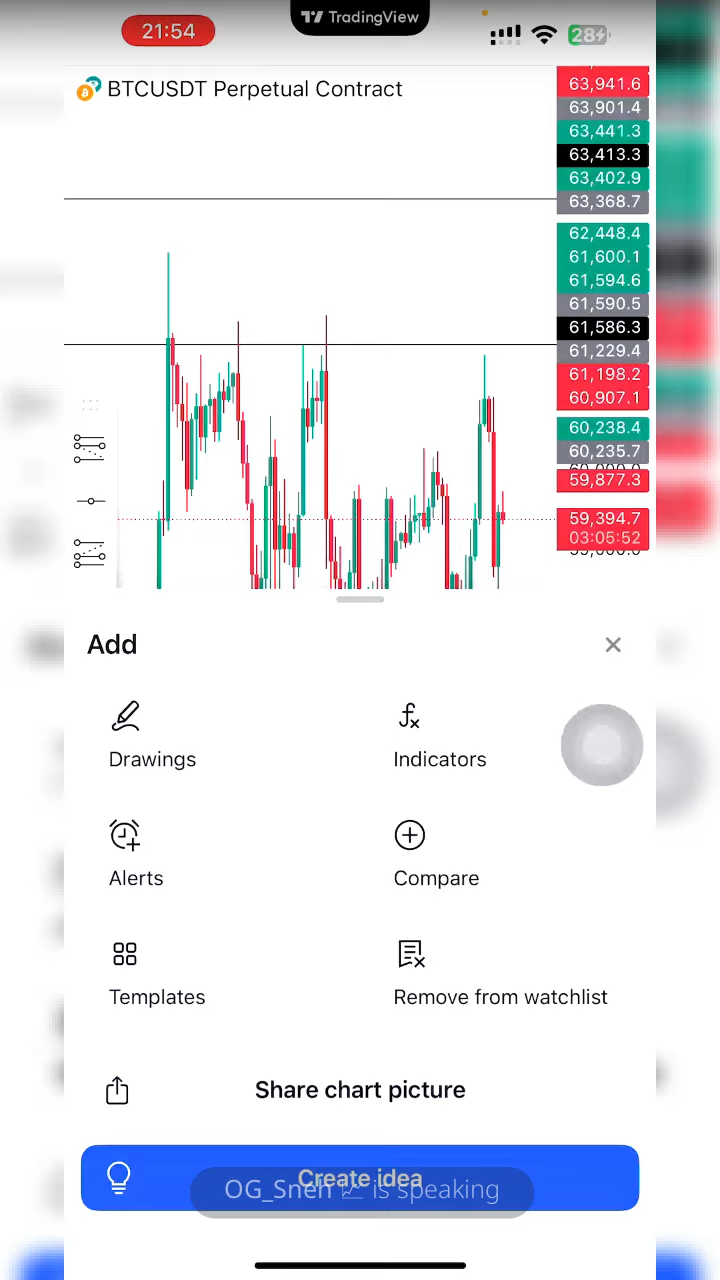 21:54
TradingView
28
BTCUSDT Perpetual Contract
63,941.6
63,901.4
63,441.3
63,413.3
63,402.9
63,368.7
62,448.4
61,600.1
61,594.6
61,590.5
61,586.3
61,229.4
61,198.2
60,907.1
60,238.4
60,235.7
59,877.3
59,394.7
03:05:52
Add
Drawings
Indicators
Alerts
Compare
Templates
Remove from watchlist
Share chart picture
Create idea
OG_Sneh is speaking